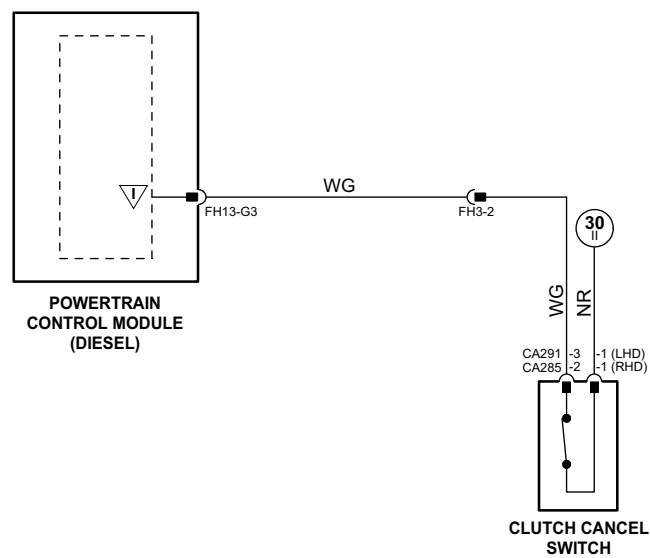 I
FH13-G3
WG
FH3-2
30
II
POWERTRAIN
CONTROL MODULE
(DIESEL)
WG
NR
CA291 -3 -1 (LHD)
CA285 -2 -1 (RHD)
CLUTCH CANCEL
SWITCH